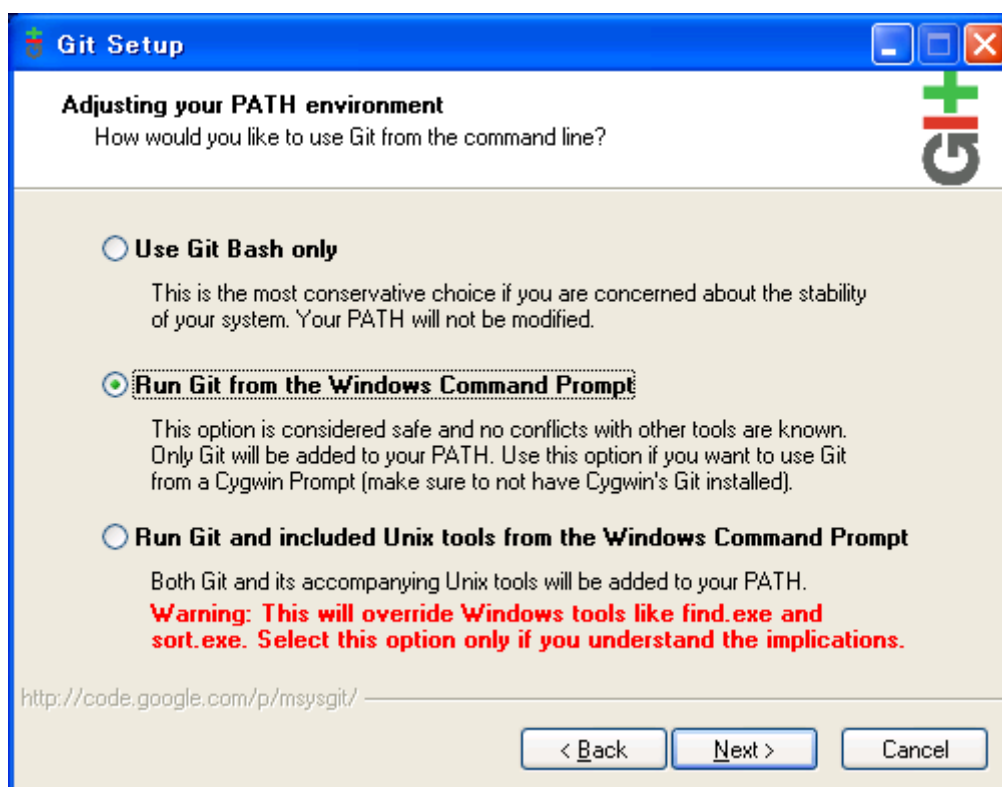 Git Setup
Adjusting your PATH environment
How would you like to use Git from the command line?
GIT
Use Git Bash only
This is the most conservative choice if you are concerned about the stability
of your system. Your PATH will not be modified.
Run Git from the Windows Command Prompt
This option is considered safe and no conflicts with other tools are known.
Only Git will be added to your PATH. Use this option if you want to use Git
from a Cygwin Prompt (make sure to not have Cygwin's Git installed).
Run Git and included Unix tools from the Windows Command Prompt
Both Git and its accompanying Unix tools will be added to your PATH.
Warning: This will override Windows tools like find.exe and
sort.exe. Select this option only if you understand the implications.
http://code.google.com/p/msysgit/
< Back Next > Cancel